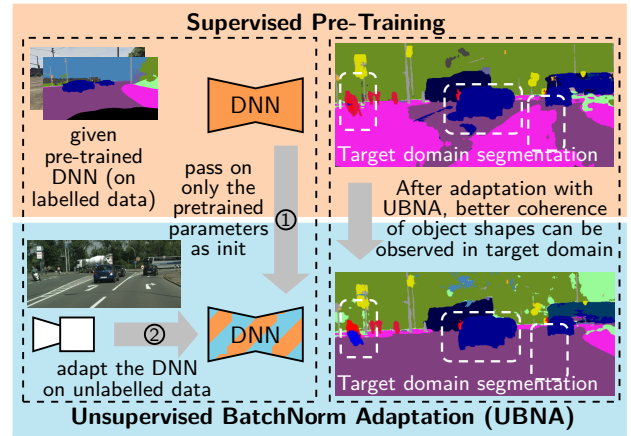 Supervised Pre-Training
given
pre-trained
DNN (on
labelled data)
DNN
pass on
only the
pretrained
parameters
as init
①
Target domain segmentation
After adaptation with
UBNA, better coherence
of object shapes can be
observed in target domain
②
DNN
adapt the DNN
on unlabelled data
Target domain segmentation
Unsupervised BatchNorm Adaptation (UBNA)